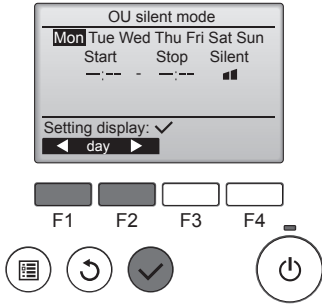 OU silent mode
Mon Tue Wed Thu Fri Sat Sun
Start Stop Silent
--:-- - --:--
Setting display: ✓
◀ day ▶
F1 F2 F3 F4